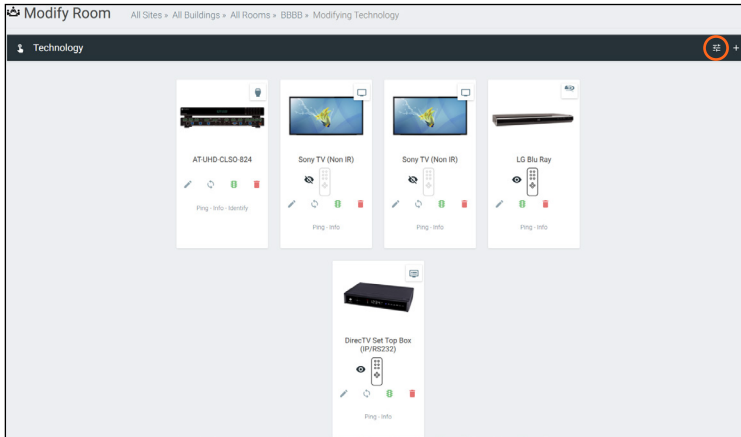 Modify Room
All Sites » All Buildings » All Rooms » BBBB » Modifying Technology
Technology
AT-UHD-CLSO-824
Ping - Info - Identify
Sony TV (Non IR)
Ping - Info
Sony TV (Non IR)
Ping - Info
LG Blu Ray
Ping - Info
DirecTV Set Top Box
(IP/RS232)
Ping - Info